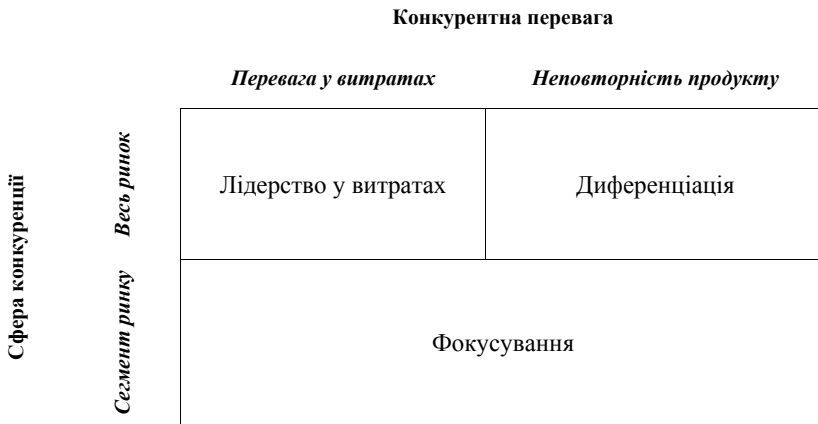 Конкурентна перевага
Перевага у витратах
Неповторність продукту
Сфера конкуренції
Весь ринок
Лідерство у витратах
Диференціація
Сегмент ринку
Фокусування